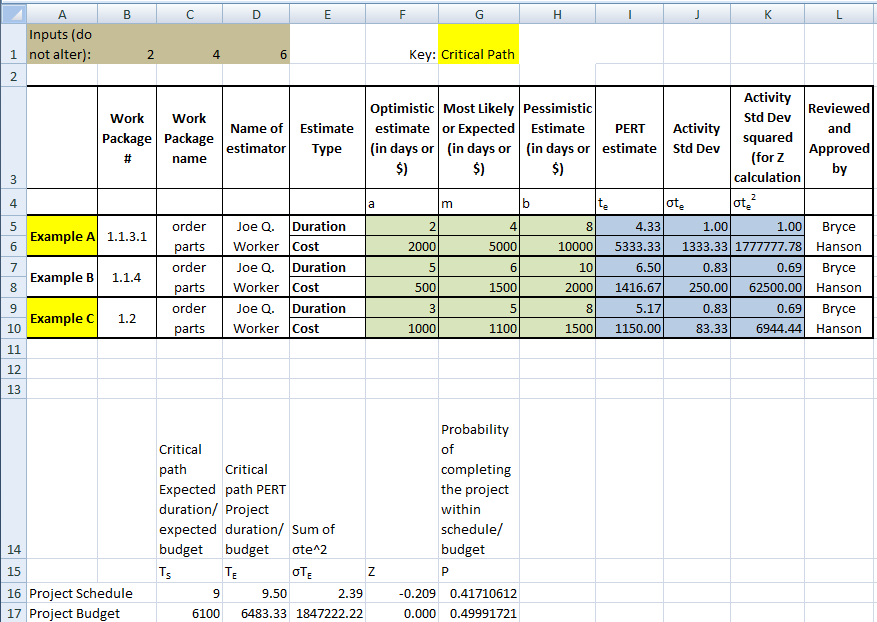 A B C D E F G H I J K L
1 Inputs (do not alter): 2 4 6 Key: Critical Path
2
3 Work Package # Work Package name Name of estimator Estimate Type Optimistic estimate (in days or $) Most Likely or Expected (in days or $) Pessimistic Estimate (in days or $) PERT estimate Activity Std Dev Activity Std Dev squared (for Z calculation Reviewed and Approved by
4 a m b tₑ σtₑ σtₑ²
5 Example A 1.1.3.1 order parts Joe Q. Worker Duration 2 4 8 4.33 1.00 1.00 Bryce Hanson
6 Cost 2000 5000 10000 5333.33 1333.33 1777777.78
7 Example B 1.1.4 order parts Joe Q. Worker Duration 5 6 10 6.50 0.83 0.69 Bryce Hanson
8 Cost 500 1500 2000 1416.67 250.00 62500.00
9 Example C 1.2 order parts Joe Q. Worker Duration 3 5 8 5.17 0.83 0.69 Bryce Hanson
10 Cost 1000 1100 1500 1150.00 83.33 6944.44
11
12
13
14 Critical path Expected duration/ expected budget Critical path PERT Project duration/ budget Sum of σte^2 Probability of completing the project within schedule/ budget
15 Tₛ Tᴇ σTᴇ Z P
16 Project Schedule 9 9.50 2.39 -0.209 0.41710612
17 Project Budget 6100 6483.33 1847222.22 0.000 0.49991721